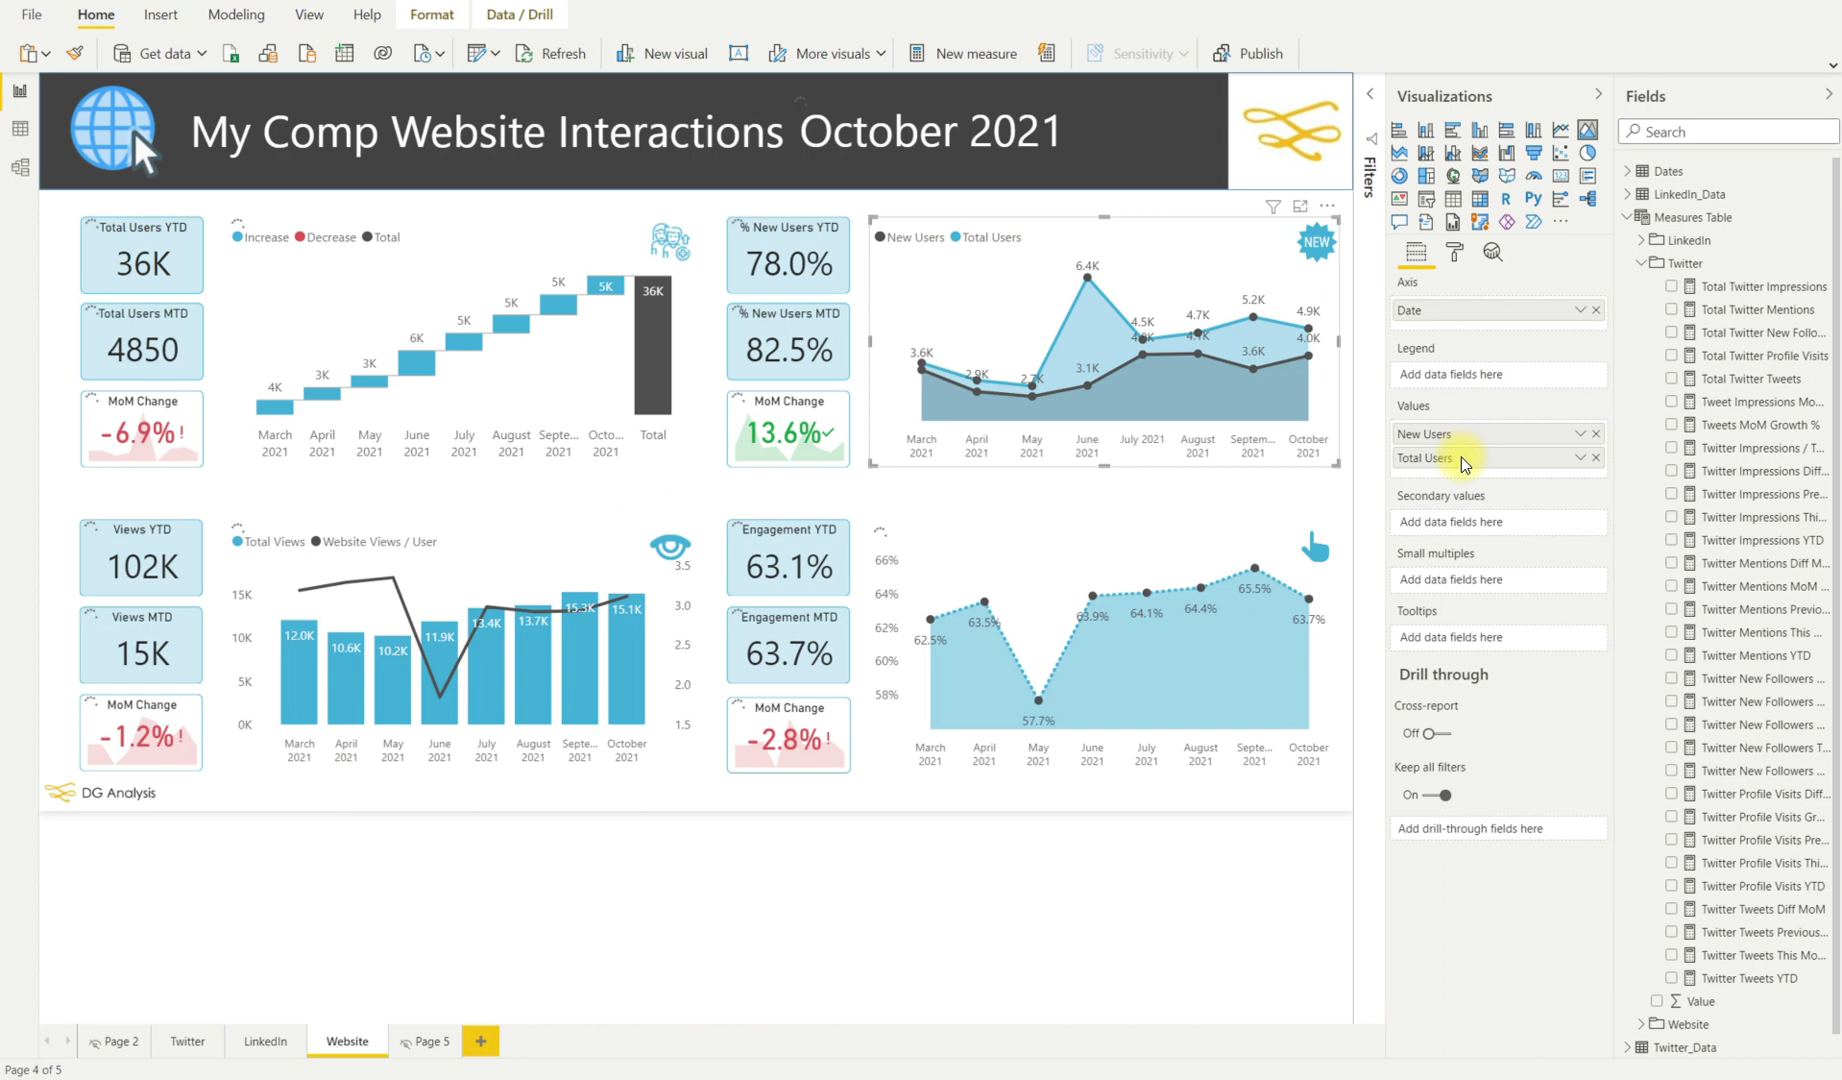 File
Home
Insert
Modeling
View
Help
Format
Data / Drill
Get data
Refresh
New visual
A
More visuals
New measure
Sensitivity
Publish
My Comp Website Interactions October 2021
Total Users YTD
36K
Total Users MTD
4850
MoM Change
-6.9%!
Increase Decrease Total
4K
3K
3K
6K
5K
5K
5K
5K
36K
March 2021
April 2021
May 2021
June 2021
July 2021
August 2021
Septe... 2021
Octo... 2021
Total
% New Users YTD
78.0%
% New Users MTD
82.5%
MoM Change
13.6%
New Users Total Users
NEW
3.6K
2.9K
2.7K
6.4K
3.1K
4.5K
4.7K
5.2K
3.6K
4.9K
4.0K
March 2021
April 2021
May 2021
June 2021
July 2021
August 2021
Septem... 2021
October 2021
Views YTD
102K
Views MTD
15K
MoM Change
-1.2%!
Total Views Website Views / User
15K
10K
5K
0K
12.0K
10.6K
10.2K
11.9K
13.4K
13.7K
15.3K
15.1K
3.5
3.0
2.5
2.0
1.5
March 2021
April 2021
May 2021
June 2021
July 2021
August 2021
Septe... 2021
October 2021
Engagement YTD
63.1%
Engagement MTD
63.7%
MoM Change
-2.8%!
66%
64%
62%
60%
58%
62.5%
63.5%
57.7%
63.9%
64.1%
64.4%
65.5%
63.7%
March 2021
April 2021
May 2021
June 2021
July 2021
August 2021
Septe... 2021
October 2021
DG Analysis
Filters
Visualizations
R
Py
123
Axis
Date
Legend
Add data fields here
Values
New Users
Total Users
Secondary values
Add data fields here
Small multiples
Add data fields here
Tooltips
Add data fields here
Drill through
Cross-report
Off
Keep all filters
On
Add drill-through fields here
Fields
Search
Dates
LinkedIn_Data
Measures Table
LinkedIn
Twitter
Total Twitter Impressions
Total Twitter Mentions
Total Twitter New Follo...
Total Twitter Profile Visits
Total Twitter Tweets
Tweet Impressions Mo...
Tweets MoM Growth %
Twitter Impressions / T...
Twitter Impressions Diff...
Twitter Impressions Pre...
Twitter Impressions Thi...
Twitter Impressions YTD
Twitter Mentions Diff M...
Twitter Mentions MoM ...
Twitter Mentions Previo...
Twitter Mentions This ...
Twitter Mentions YTD
Twitter New Followers ...
Twitter New Followers ...
Twitter New Followers ...
Twitter New Followers T...
Twitter New Followers ...
Twitter Profile Visits Diff...
Twitter Profile Visits Gr...
Twitter Profile Visits Pre...
Twitter Profile Visits Thi...
Twitter Profile Visits YTD
Twitter Tweets Diff MoM
Twitter Tweets Previous...
Twitter Tweets This Mo...
Twitter Tweets YTD
Σ Value
Website
Twitter_Data
Page 2
Twitter
LinkedIn
Website
Page 5
+
Page 4 of 5